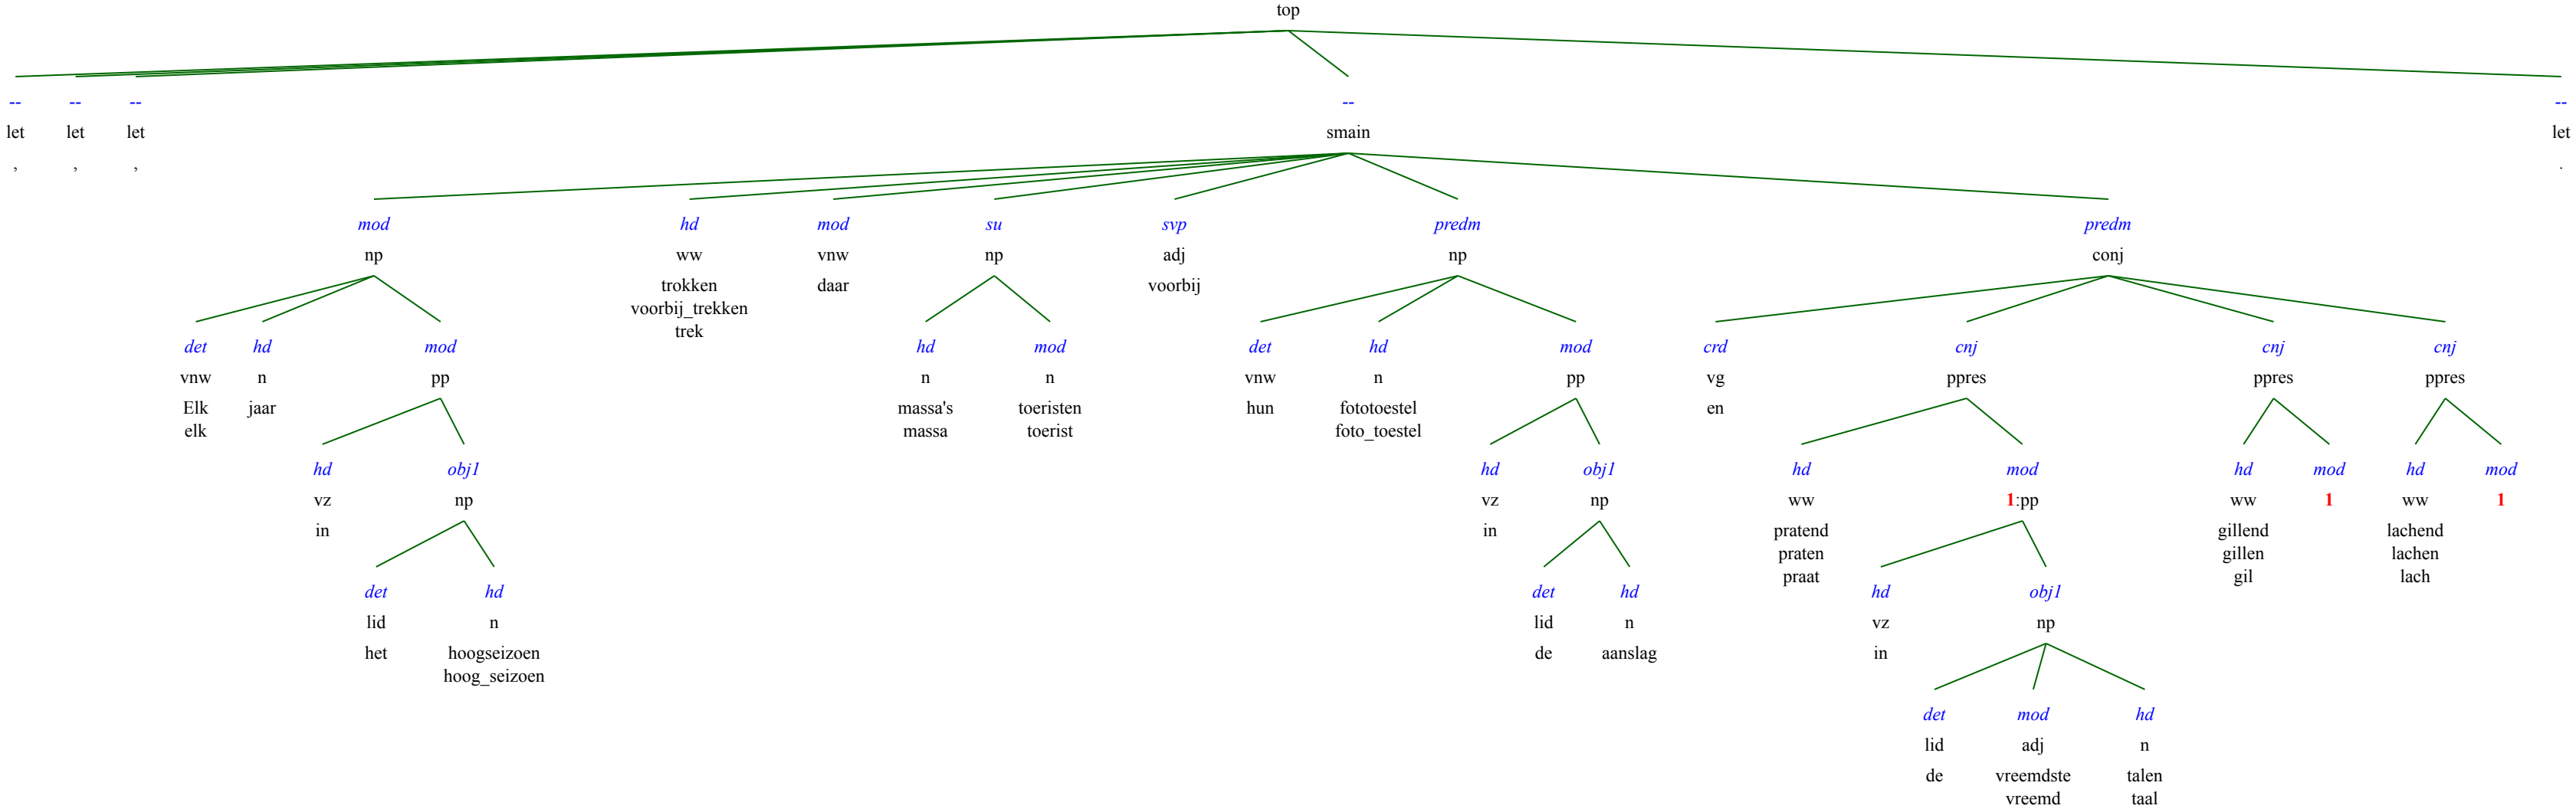 top
-- -- -- -- --
let let let smain let
, , , .
mod hd mod su svp predm predm
np ww vnw np adj np conj
trokken daar voorbij
voorbij_trekken
trek
det hd mod hd mod det hd mod crd cnj cnj cnj
vnw n pp n n vnw n pp vg ppres ppres ppres
Elk jaar massa's toeristen hun fototoestel en
elk massa toerist foto_toestel
hd obj1 hd obj1 hd mod hd mod hd mod
vz np vz np ww 1:pp ww 1 ww 1
in in pratend gillend lachend
praten gillen lachen
praat gil lach
det hd det hd hd obj1
lid n lid n vz np
het hoogseizoen de aanslag in
hoog_seizoen
det mod hd
lid adj n
de vreemdste talen
vreemd taal